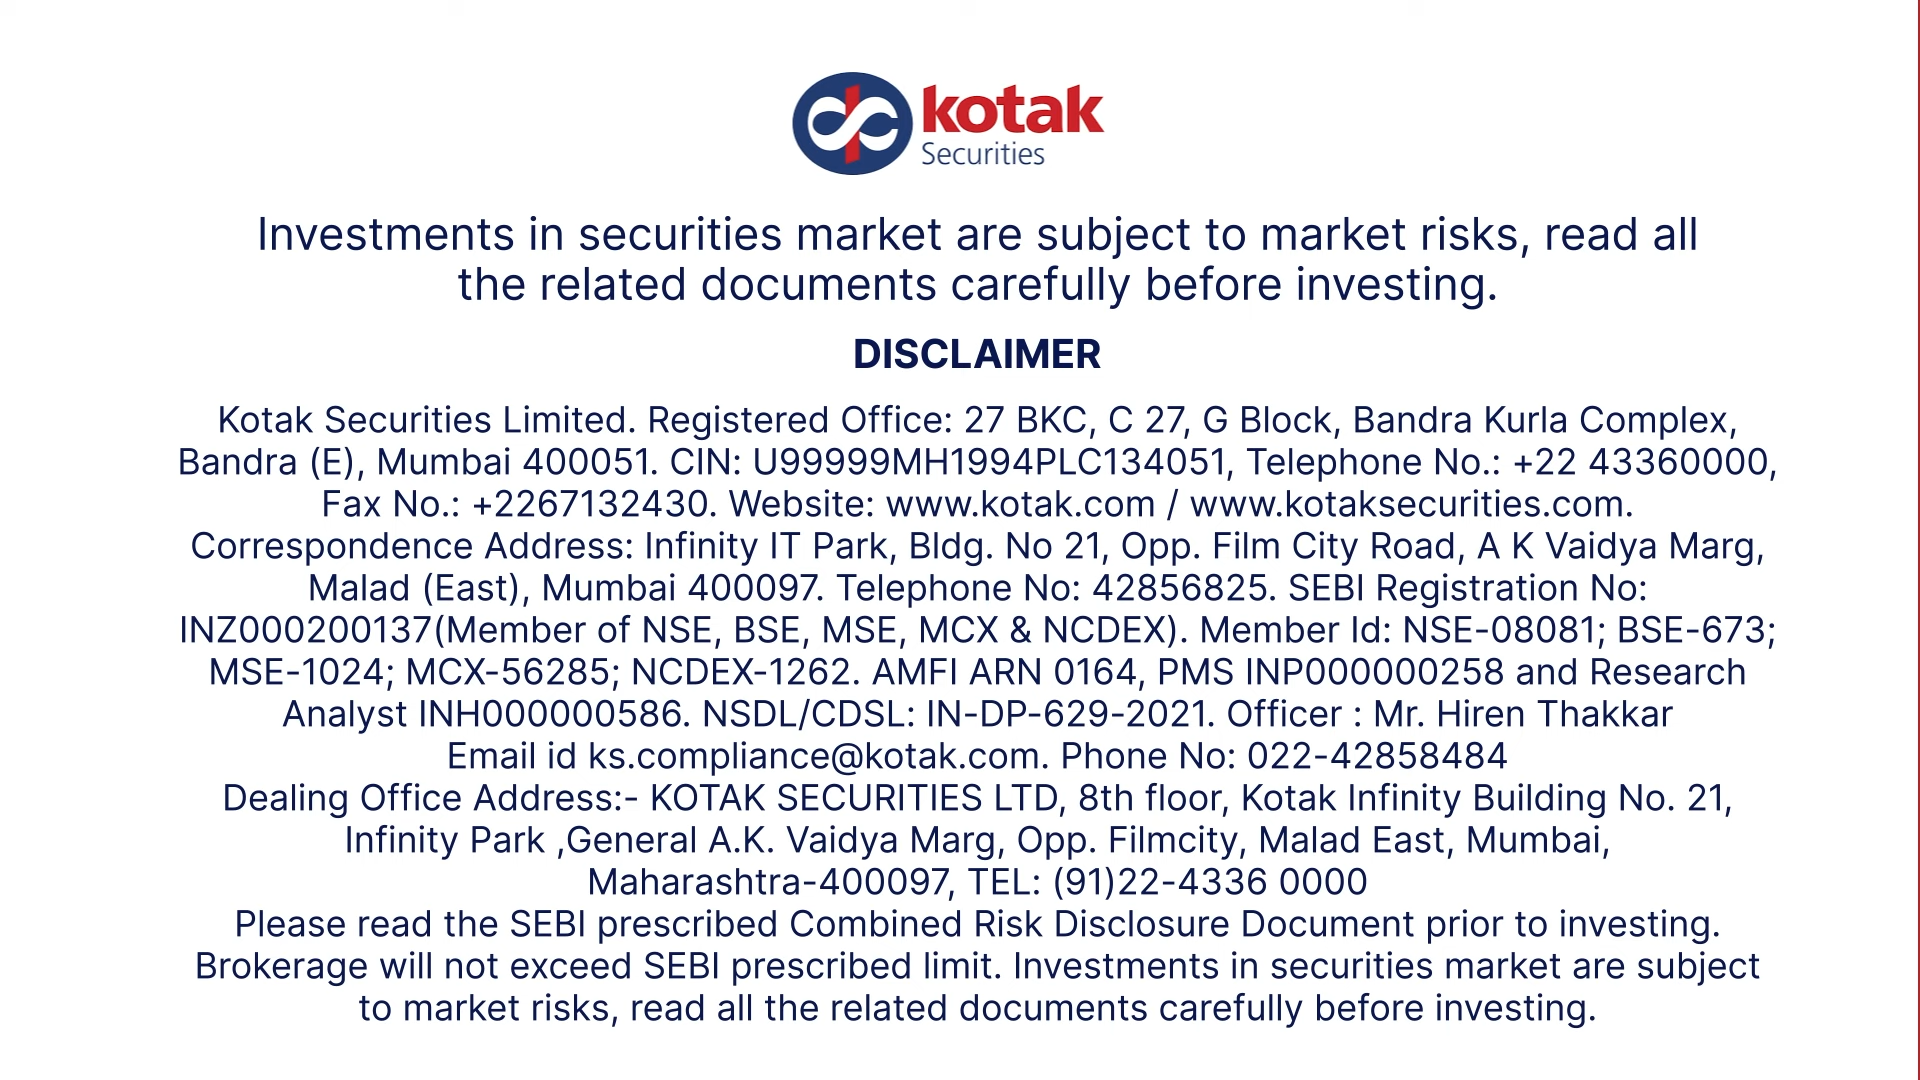 kotak
Securities
Investments in securities market are subject to market risks, read all
the related documents carefully before investing.
DISCLAIMER
Kotak Securities Limited. Registered Office: 27 BKC, C 27, G Block, Bandra Kurla Complex,
Bandra (E), Mumbai 400051. CIN: U99999MH1994PLC134051, Telephone No.: +22 43360000,
Fax No.: +2267132430. Website: www.kotak.com / www.kotaksecurities.com.
Correspondence Address: Infinity IT Park, Bldg. No 21, Opp. Film City Road, A K Vaidya Marg,
Malad (East), Mumbai 400097. Telephone No: 42856825. SEBI Registration No:
INZ000200137(Member of NSE, BSE, MSE, MCX & NCDEX). Member Id: NSE-08081; BSE-673;
MSE-1024; MCX-56285; NCDEX-1262. AMFI ARN 0164, PMS INP000000258 and Research
Analyst INH000000586. NSDL/CDSL: IN-DP-629-2021. Officer : Mr. Hiren Thakkar
Email id ks.compliance@kotak.com. Phone No: 022-42858484
Dealing Office Address:- KOTAK SECURITIES LTD, 8th floor, Kotak Infinity Building No. 21,
Infinity Park ,General A.K. Vaidya Marg, Opp. Filmcity, Malad East, Mumbai,
Maharashtra-400097, TEL: (91)22-4336 0000
Please read the SEBI prescribed Combined Risk Disclosure Document prior to investing.
Brokerage will not exceed SEBI prescribed limit. Investments in securities market are subject
to market risks, read all the related documents carefully before investing.